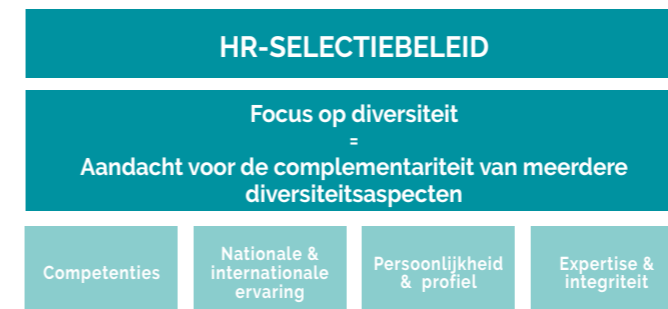 HR-SELECTIEBELEID
Focus op diversiteit
=
Aandacht voor de complementariteit van meerdere
diversiteitsaspecten
Competenties
Nationale &
internationale
ervaring
Persoonlijkheid
& profiel
Expertise &
integriteit